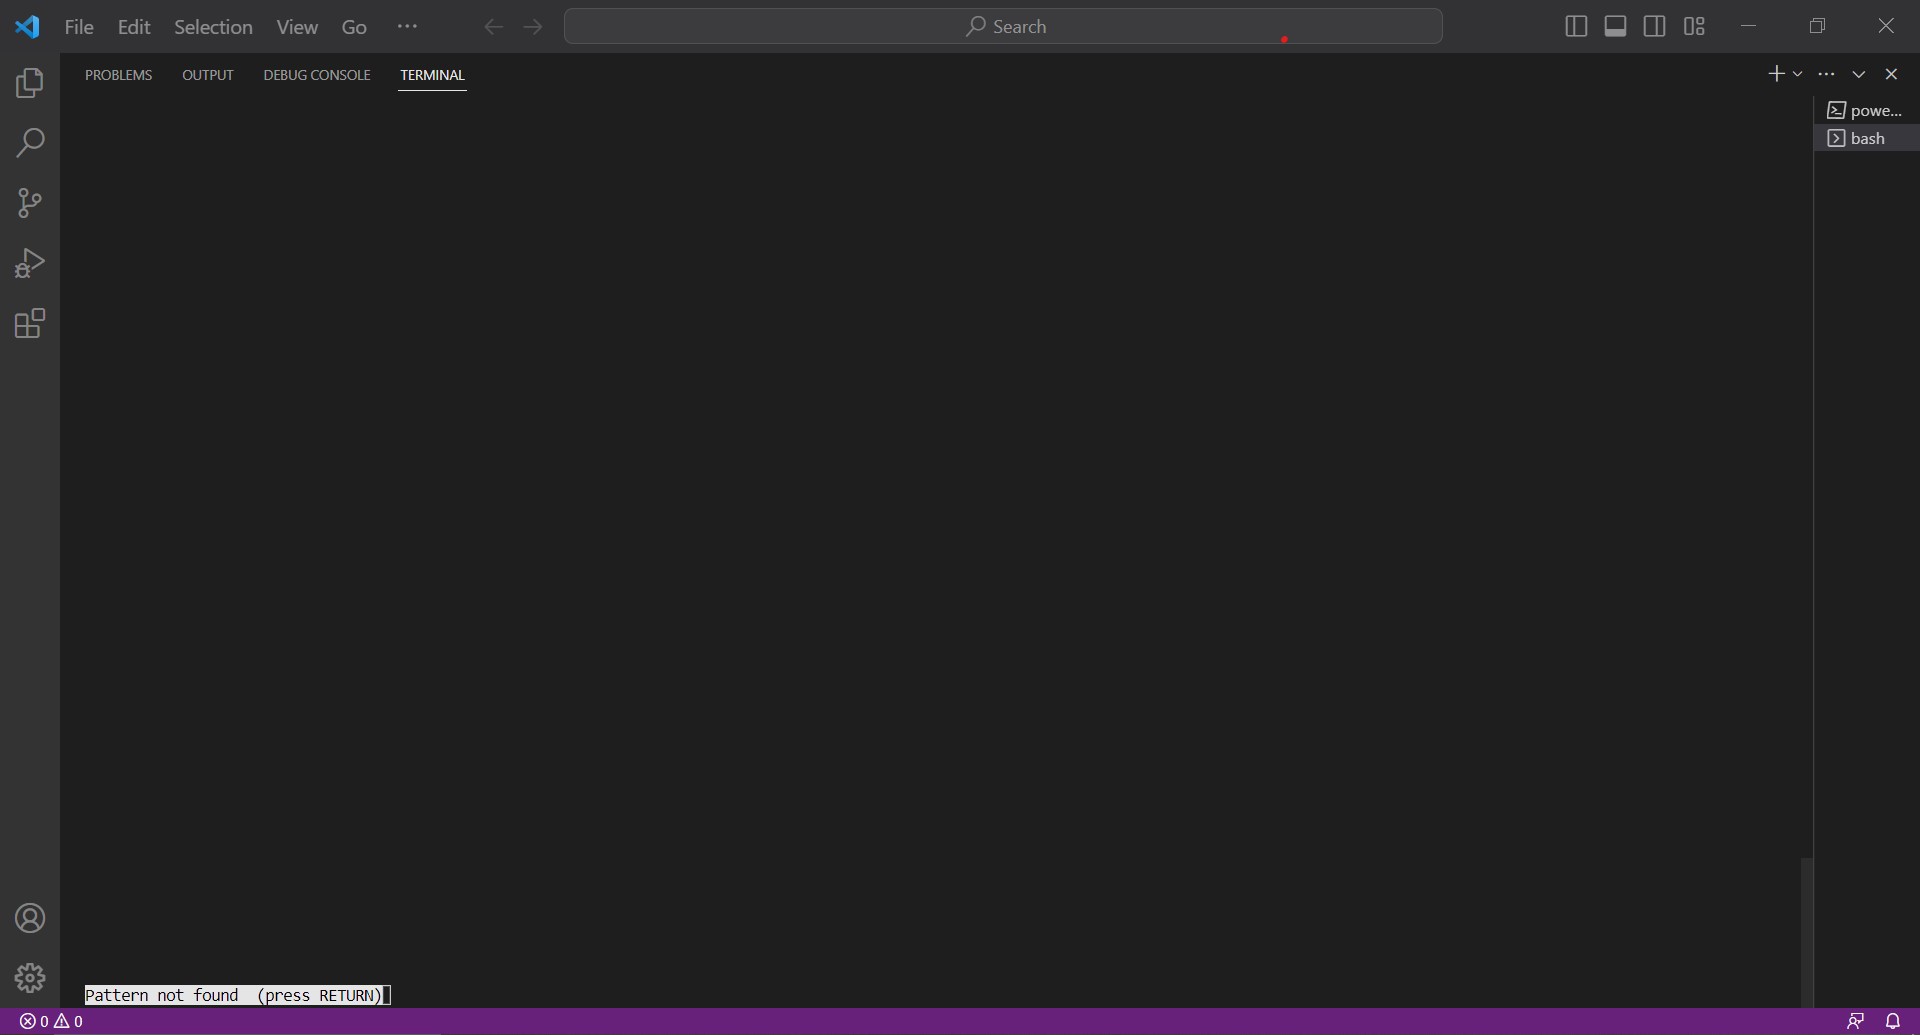 File Edit Selection View Go ···
Search
PROBLEMS OUTPUT DEBUG CONSOLE TERMINAL
powe...
bash
Pattern not found  (press RETURN)
0 0